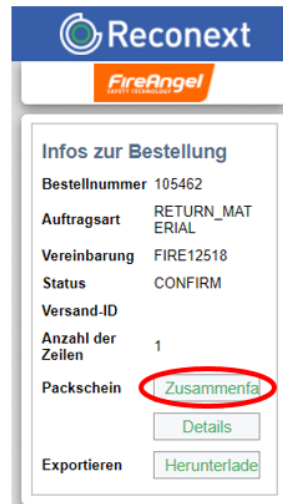 Reconext
FireAngel
SAFETY TECHNOLOGY
Infos zur Bestellung
Bestellnummer 105462
Auftragsart RETURN_MAT
ERIAL
Vereinbarung FIRE12518
Status CONFIRM
Versand-ID
Anzahl der
Zeilen 1
Packschein Zusammenfa
Details
Exportieren Herunterlade